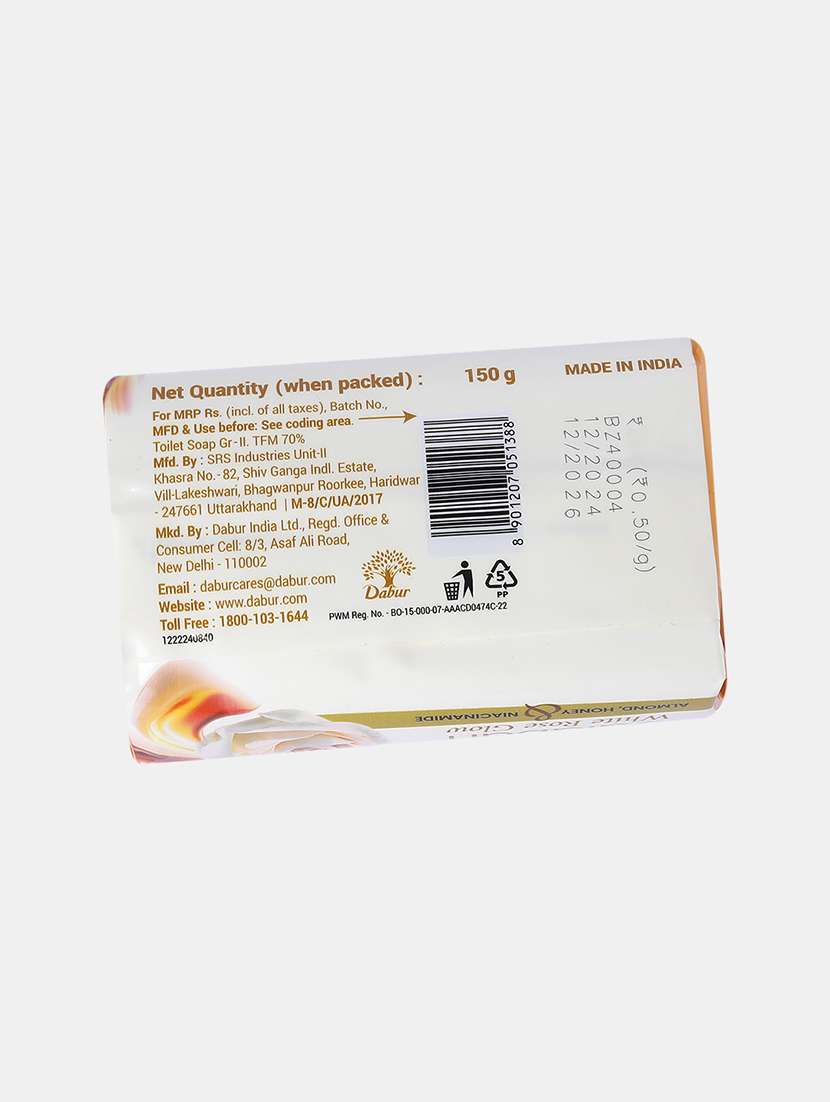 Net Quantity (when packed) : 150 g
MADE IN INDIA
For MRP Rs. (incl. of all taxes), Batch No.,
MFD & Use before: See coding area.
Toilet Soap Gr-II. TFM 70%
Mfd. By : SRS Industries Unit-II
Khasra No.- 82, Shiv Ganga Indl. Estate,
Vill-Lakeshwari, Bhagwanpur Roorkee, Haridwar
- 247661 Uttarakhand | M-8/C/UA/2017
Mkd. By : Dabur India Ltd., Regd. Office &
Consumer Cell: 8/3, Asaf Ali Road,
New Delhi - 110002
Email : daburcares@dabur.com
Website : www.dabur.com
Toll Free : 1800-103-1644
1222240840
Dabur
5
PP
PWM Reg. No. - BO-15-000-07-AAACD0474C-22
8 901207 051388
₹ (₹0.50/g)
BZ40004
12/2024
12/2026
ALMOND, HONEY & NIACINAMIDE
White Rose Glow